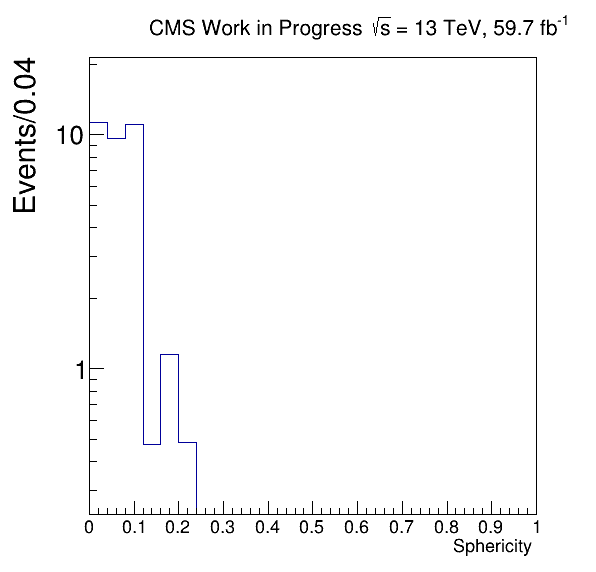 CMS Work in Progress √s = 13 TeV, 59.7 fb⁻¹
Events/0.04
10
1
0 0.1 0.2 0.3 0.4 0.5 0.6 0.7 0.8 0.9 1
Sphericity